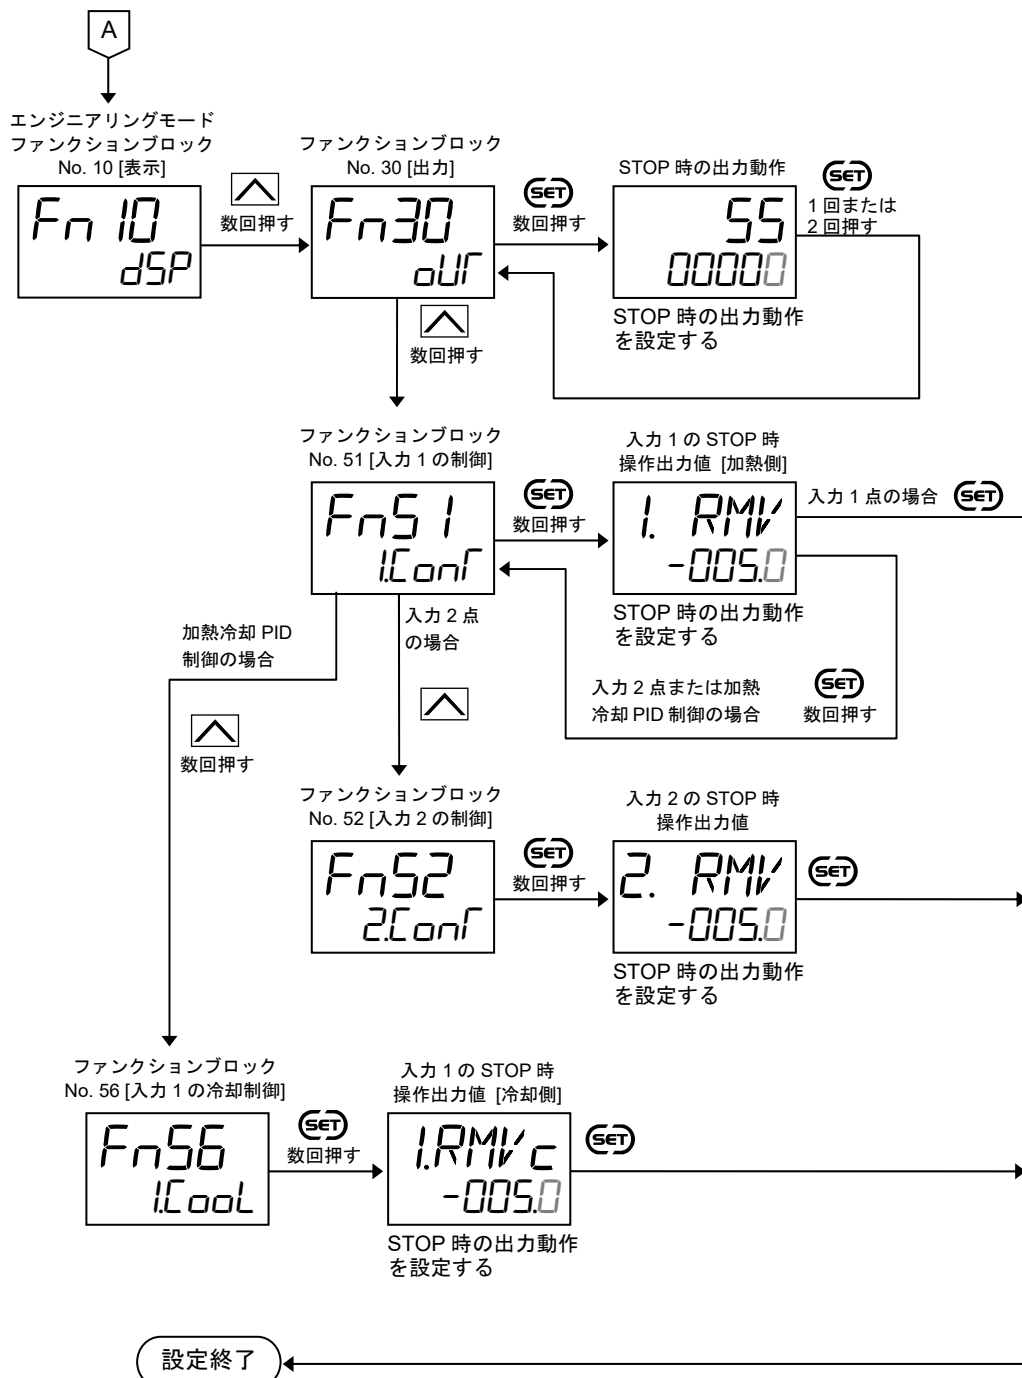 A
エンジニアリングモード
ファンクションブロック
No. 10 [表示]
Fn 10
dSP
数回押す
ファンクションブロック
No. 30 [出力]
Fn30
oUT
SET
数回押す
STOP 時の出力動作
SS
00000
STOP 時の出力動作
を設定する
SET
1 回または
2 回押す
数回押す
ファンクションブロック
No. 51 [入力 1 の制御]
Fn51
1.ConT
SET
数回押す
入力 1 の STOP 時
操作出力値 [加熱側]
1. RMV
-005.0
STOP 時の出力動作
を設定する
入力 1 点の場合 SET
加熱冷却 PID
制御の場合
数回押す
入力 2 点
の場合
入力 2 点または加熱
冷却 PID 制御の場合
SET
数回押す
ファンクションブロック
No. 52 [入力 2 の制御]
Fn52
2.ConT
SET
数回押す
入力 2 の STOP 時
操作出力値
2. RMV
-005.0
STOP 時の出力動作
を設定する
SET
ファンクションブロック
No. 56 [入力 1 の冷却制御]
Fn56
1.CooL
SET
数回押す
入力 1 の STOP 時
操作出力値 [冷却側]
1.RMVc
-005.0
STOP 時の出力動作
を設定する
SET
設定終了